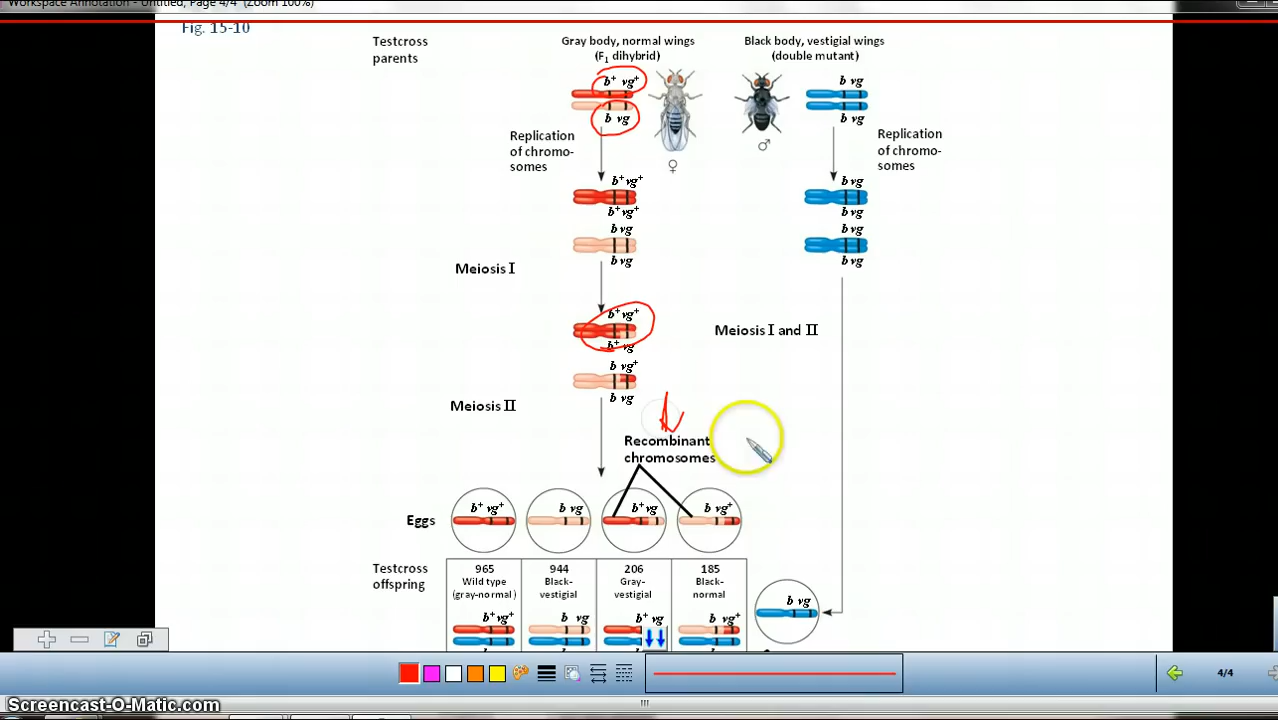 Workspace Annotation - Untitled, Page 4/4 (Zoom 100%)
Fig. 15-10
Testcross
parents
Gray body, normal wings
(F1 dihybrid)
Black body, vestigial wings
(double mutant)
b+ vg+
b vg
♀
♂
b vg
b vg
Replication
of chromo-
somes
Replication
of chromo-
somes
b+ vg+
b+ vg+
b vg
b vg
b vg
b vg
b vg
b vg
Meiosis I
b+ vg+
b+ vg
b vg+
b vg
Meiosis I and II
Meiosis II
Recombinant
chromosomes
Eggs
b+ vg+
b vg
b+ vg
b vg+
Testcross
offspring
965
Wild type
(gray-normal)
944
Black-
vestigial
206
Gray-
vestigial
185
Black-
normal
b vg
b+ vg+
b vg
b+ vg
b vg+
4/4
Screencast-O-Matic.com